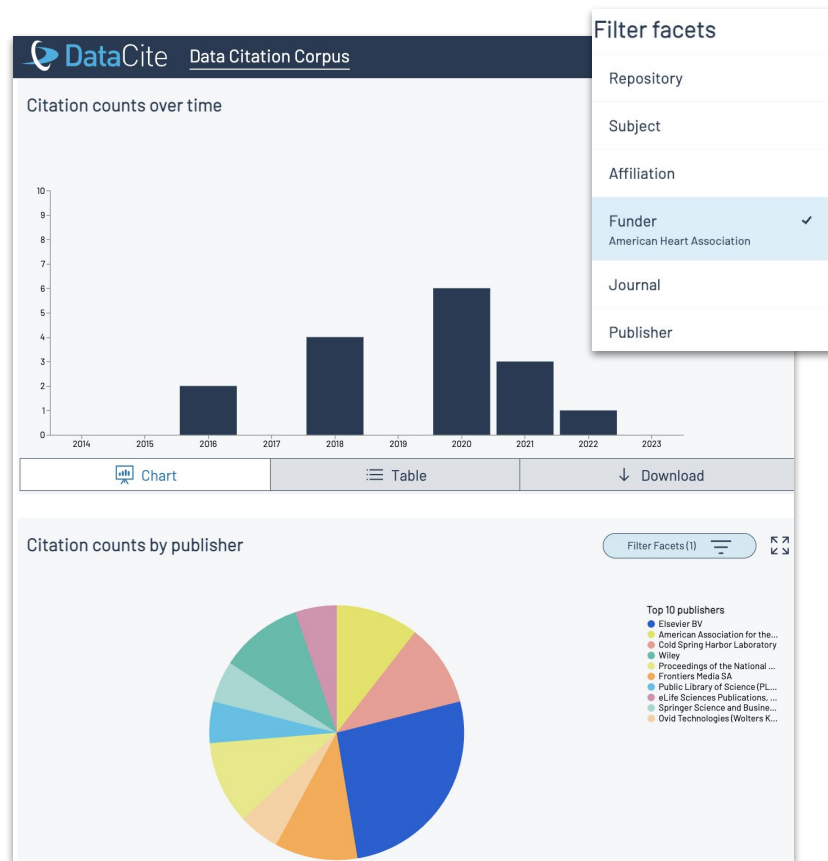 Filter facets
Repository
Subject
Affiliation
Funder
American Heart Association
Journal
Publisher
DataCite Data Citation Corpus
Citation counts over time
10
9
8
7
6
5
4
3
2
1
0
2014 2015 2016 2017 2018 2019 2020 2021 2022 2023
Chart Table Download
Citation counts by publisher
Filter Facets (1)
Top 10 publishers
Elsevier BV
American Association for the...
Cold Spring Harbor Laboratory
Wiley
Proceedings of the National ...
Frontiers Media SA
Public Library of Science (PL...
eLife Sciences Publications, ...
Springer Science and Busine...
Ovid Technologies (Wolters K...